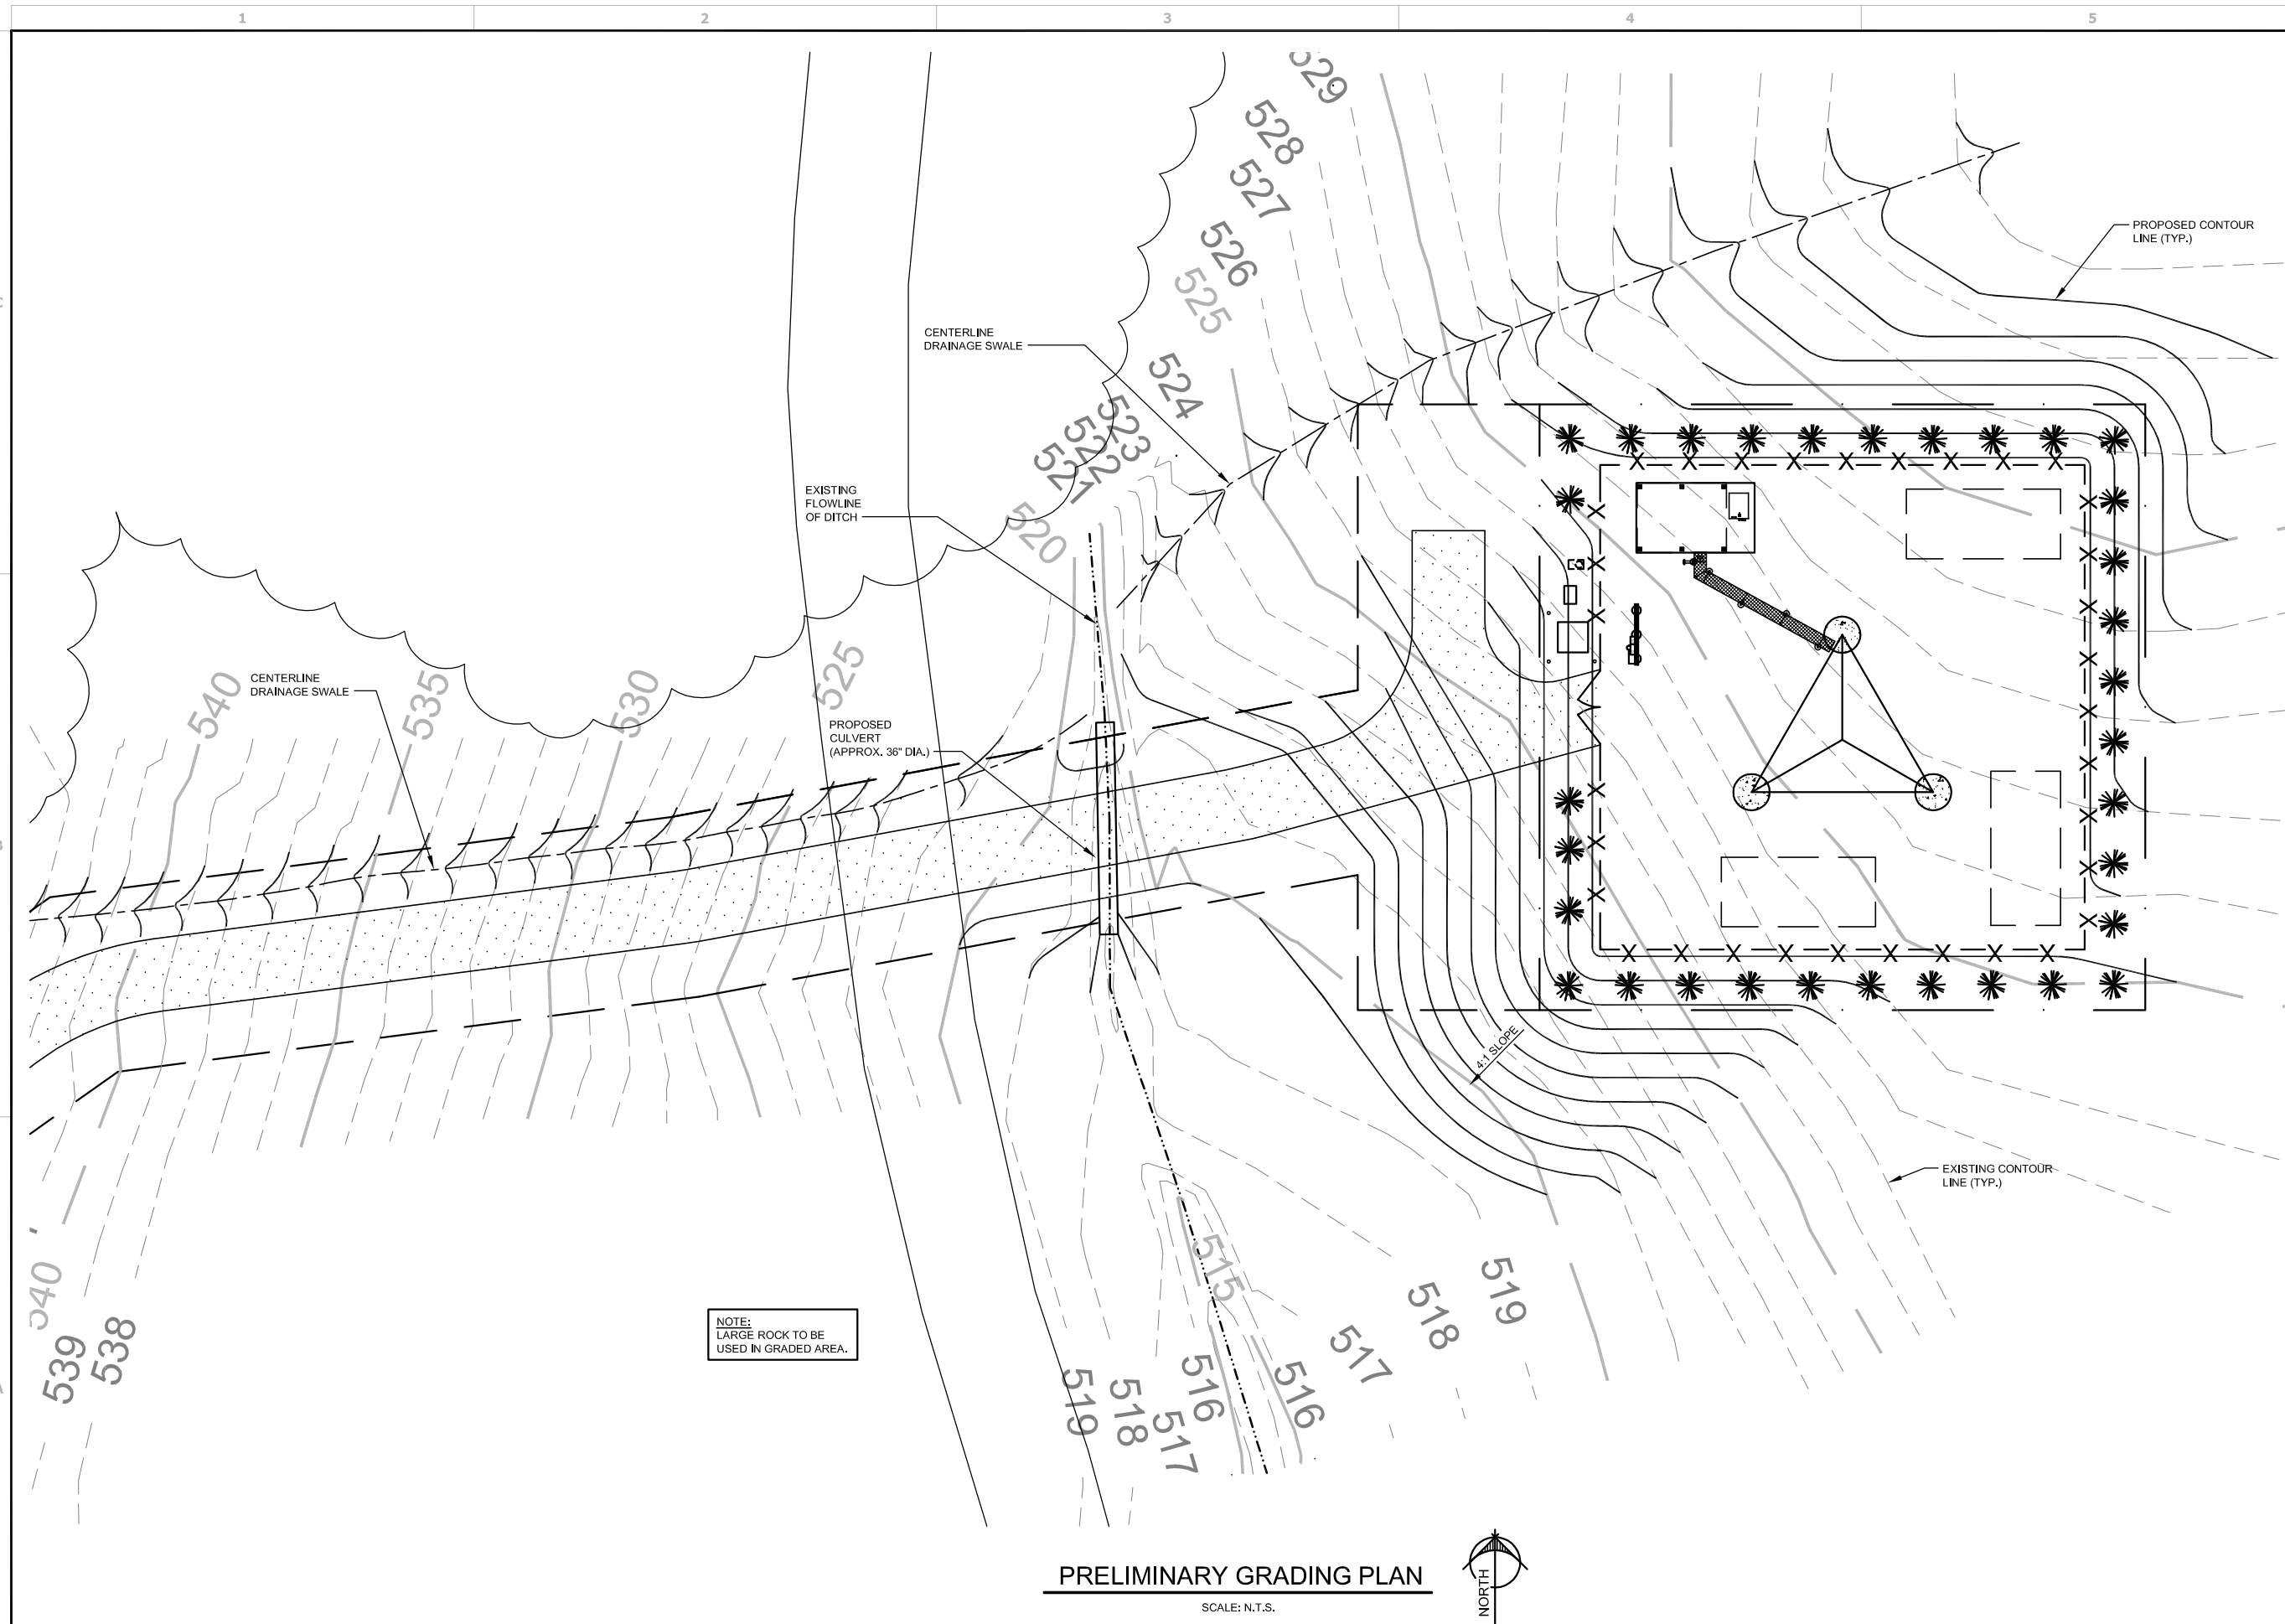 1 2 3 4 5
529
528
527
526
525
524
523
522
521
520
PROPOSED CONTOUR
LINE (TYP.)
CENTERLINE
DRAINAGE SWALE
EXISTING
FLOWLINE
OF DITCH
CENTERLINE
DRAINAGE SWALE
540
535
530
525
PROPOSED
CULVERT
(APPROX. 36" DIA.)
4:1 SLOPE
EXISTING CONTOUR
LINE (TYP.)
540
539
538
NOTE:
LARGE ROCK TO BE
USED IN GRADED AREA.
515
519
518
517
516
516
517
518
519
PRELIMINARY GRADING PLAN
SCALE: N.T.S.
NORTH